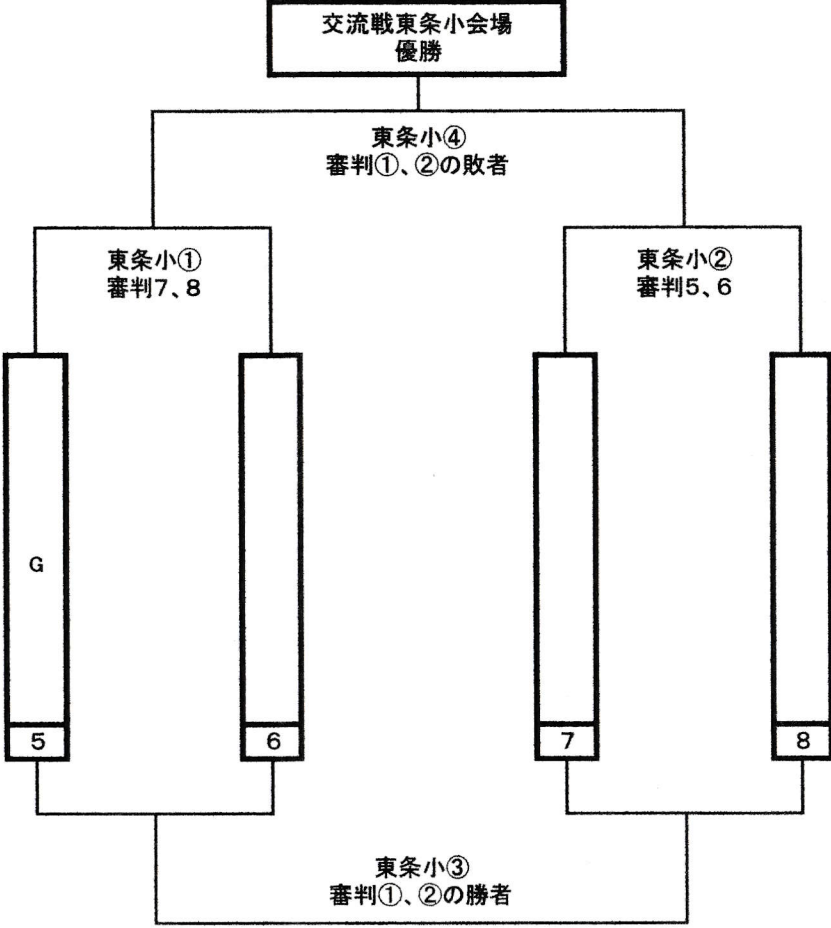 交流戦東条小会場
優勝
東条小④
審判①、②の敗者
東条小①
審判7、8
東条小②
審判5、6
G
5
6
7
8
東条小③
審判①、②の勝者